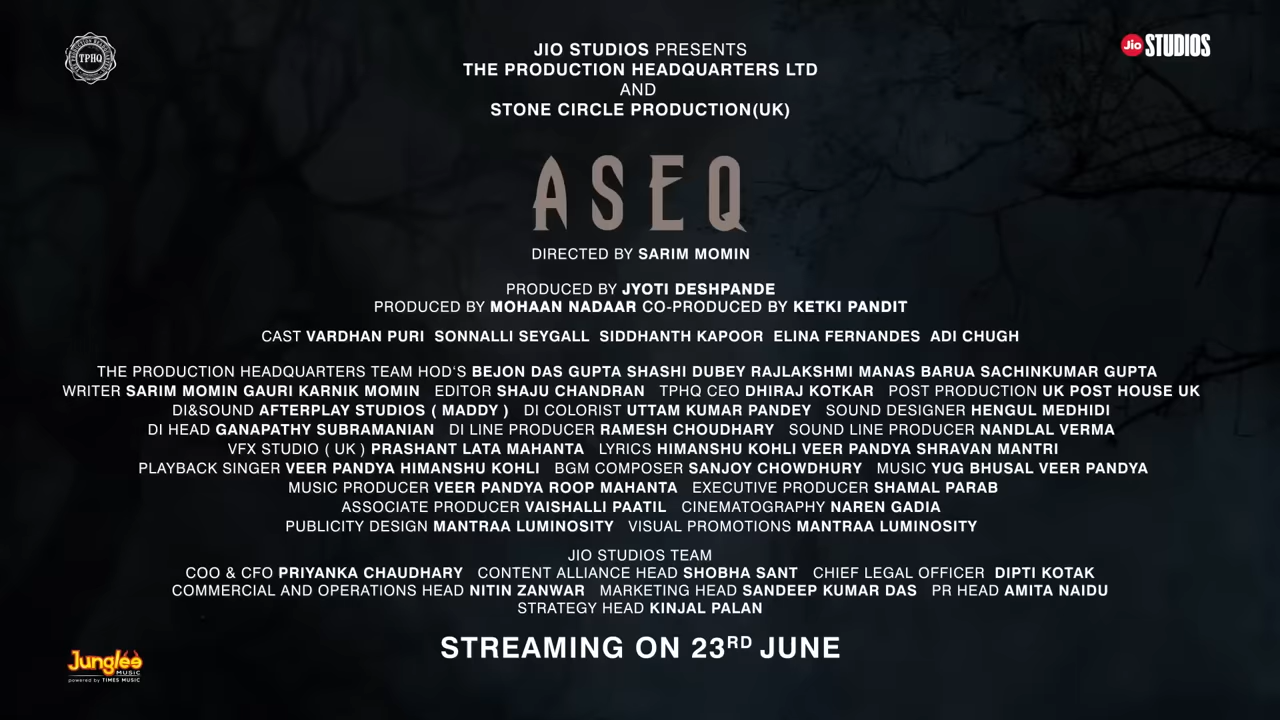 TPHQ
Jio STUDIOS
JIO STUDIOS PRESENTS
THE PRODUCTION HEADQUARTERS LTD
AND
STONE CIRCLE PRODUCTION(UK)
ASEQ
DIRECTED BY SARIM MOMIN
PRODUCED BY JYOTI DESHPANDE
PRODUCED BY MOHAAN NADAAR CO-PRODUCED BY KETKI PANDIT
CAST VARDHAN PURI SONNALLI SEYGALL SIDDHANTH KAPOOR ELINA FERNANDES ADI CHUGH
THE PRODUCTION HEADQUARTERS TEAM HOD'S BEJON DAS GUPTA SHASHI DUBEY RAJLAKSHMI MANAS BARUA SACHINKUMAR GUPTA
WRITER SARIM MOMIN GAURI KARNIK MOMIN EDITOR SHAJU CHANDRAN TPHQ CEO DHIRAJ KOTKAR POST PRODUCTION UK POST HOUSE UK
DI&SOUND AFTERPLAY STUDIOS ( MADDY ) DI COLORIST UTTAM KUMAR PANDEY SOUND DESIGNER HENGUL MEDHIDI
DI HEAD GANAPATHY SUBRAMANIAN DI LINE PRODUCER RAMESH CHOUDHARY SOUND LINE PRODUCER NANDLAL VERMA
VFX STUDIO ( UK ) PRASHANT LATA MAHANTA LYRICS HIMANSHU KOHLI VEER PANDYA SHRAVAN MANTRI
PLAYBACK SINGER VEER PANDYA HIMANSHU KOHLI BGM COMPOSER SANJOY CHOWDHURY MUSIC YUG BHUSAL VEER PANDYA
MUSIC PRODUCER VEER PANDYA ROOP MAHANTA EXECUTIVE PRODUCER SHAMAL PARAB
ASSOCIATE PRODUCER VAISHALLI PAATIL CINEMATOGRAPHY NAREN GADIA
PUBLICITY DESIGN MANTRAA LUMINOSITY VISUAL PROMOTIONS MANTRAA LUMINOSITY
JIO STUDIOS TEAM
COO & CFO PRIYANKA CHAUDHARY CONTENT ALLIANCE HEAD SHOBHA SANT CHIEF LEGAL OFFICER DIPTI KOTAK
COMMERCIAL AND OPERATIONS HEAD NITIN ZANWAR MARKETING HEAD SANDEEP KUMAR DAS PR HEAD AMITA NAIDU
STRATEGY HEAD KINJAL PALAN
STREAMING ON 23RD JUNE
Junglee
MUSIC
powered by TIMES MUSIC